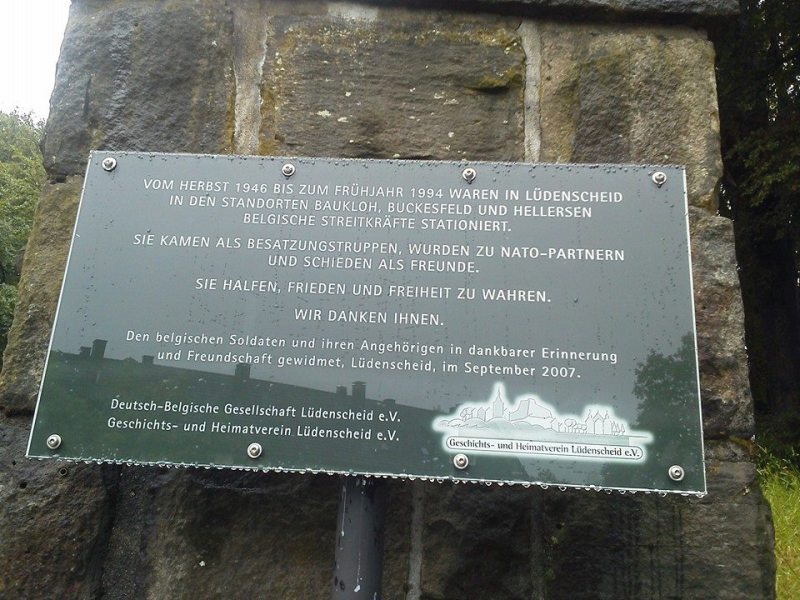 VOM HERBST 1946 BIS ZUM FRÜHJAHR 1994 WAREN IN LÜDENSCHEID
IN DEN STANDORTEN BAUKLOH, BUCKESFELD UND HELLERSEN
BELGISCHE STREITKRÄFTE STATIONIERT.
SIE KAMEN ALS BESATZUNGSTRUPPEN, WURDEN ZU NATO-PARTNERN
UND SCHIEDEN ALS FREUNDE.
SIE HALFEN, FRIEDEN UND FREIHEIT ZU WAHREN.
WIR DANKEN IHNEN.
Den belgischen Soldaten und ihren Angehörigen in dankbarer Erinnerung
und Freundschaft gewidmet, Lüdenscheid, im September 2007.
Deutsch-Belgische Gesellschaft Lüdenscheid e.V.
Geschichts- und Heimatverein Lüdenscheid e.V.
Geschichts- und Heimatverein Lüdenscheid e.V.